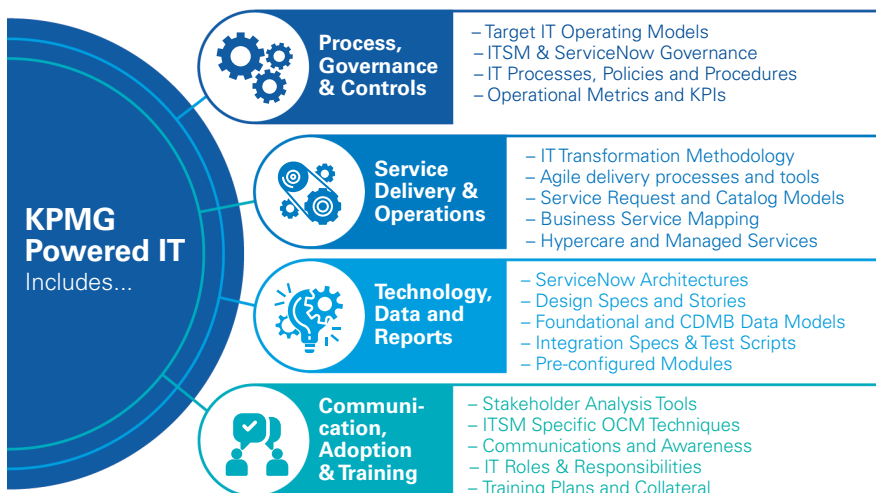 KPMG
Powered IT
Includes...
Process,
Governance
& Controls
– Target IT Operating Models
– ITSM & ServiceNow Governance
– IT Processes, Policies and Procedures
– Operational Metrics and KPIs
Service
Delivery &
Operations
– IT Transformation Methodology
– Agile delivery processes and tools
– Service Request and Catalog Models
– Business Service Mapping
– Hypercare and Managed Services
Technology,
Data and
Reports
– ServiceNow Architectures
– Design Specs and Stories
– Foundational and CDMB Data Models
– Integration Specs & Test Scripts
– Pre-configured Modules
Communi-
cation,
Adoption
& Training
– Stakeholder Analysis Tools
– ITSM Specific OCM Techniques
– Communications and Awareness
– IT Roles & Responsibilities
– Training Plans and Collateral